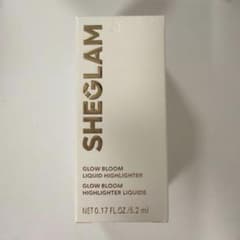 SHEGLAM
GLOW BLOOM
LIQUID HIGHLIGHTER
GLOW BLOOM
HIGHLIGHTER LIQUIDE
NET 0.17 FL.OZ./5.2 ml